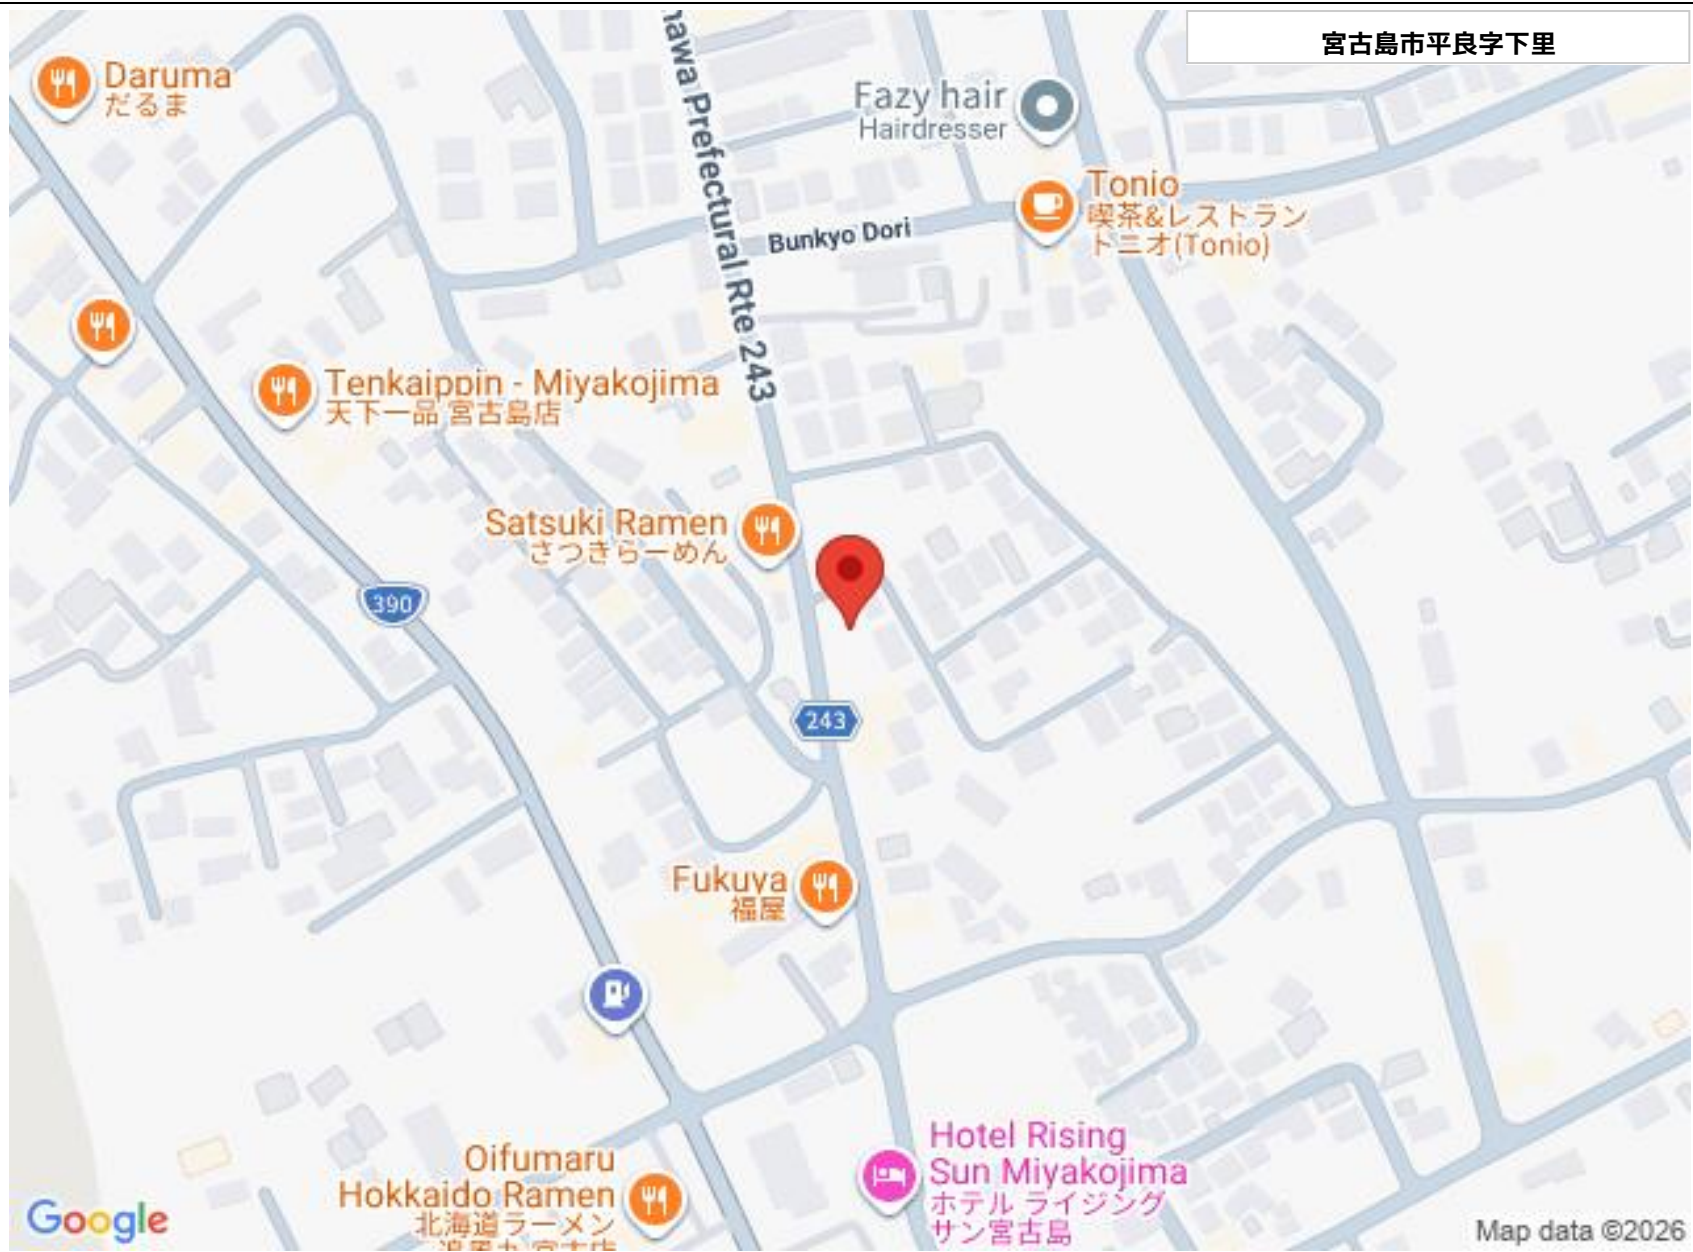 宮古島市平良字下里
Daruma
だるま
Fazy hair
Hairdresser
nawa Prefectural Rte 243
Tonio
喫茶&レストラン
トニオ(Tonio)
Bunkyo Dori
Tenkaippin - Miyakojima
天下一品 宮古島店
Satsuki Ramen
さつきらーめん
390
243
Fukuya
福屋
Hotel Rising
Sun Miyakojima
ホテル ライジング
サン宮古島
Oifumaru
Hokkaido Ramen
北海道ラーメン
Google
Map data ©2026